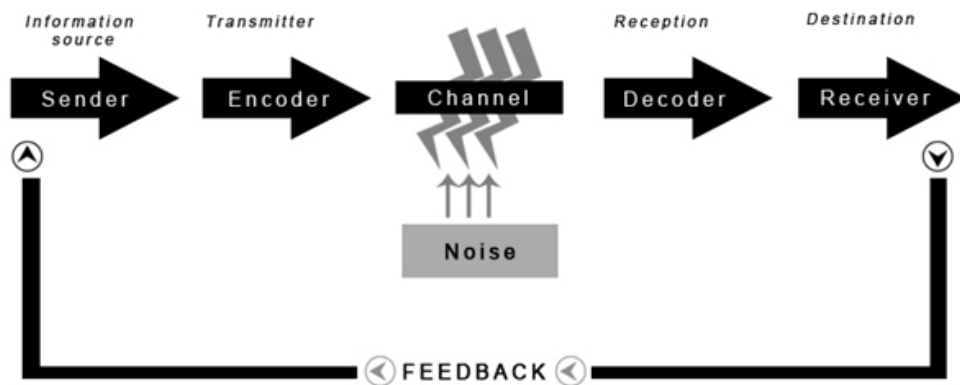 Information
source
Transmitter
Reception
Destination
Sender
Encoder
Channel
Decoder
Receiver
Noise
FEEDBACK